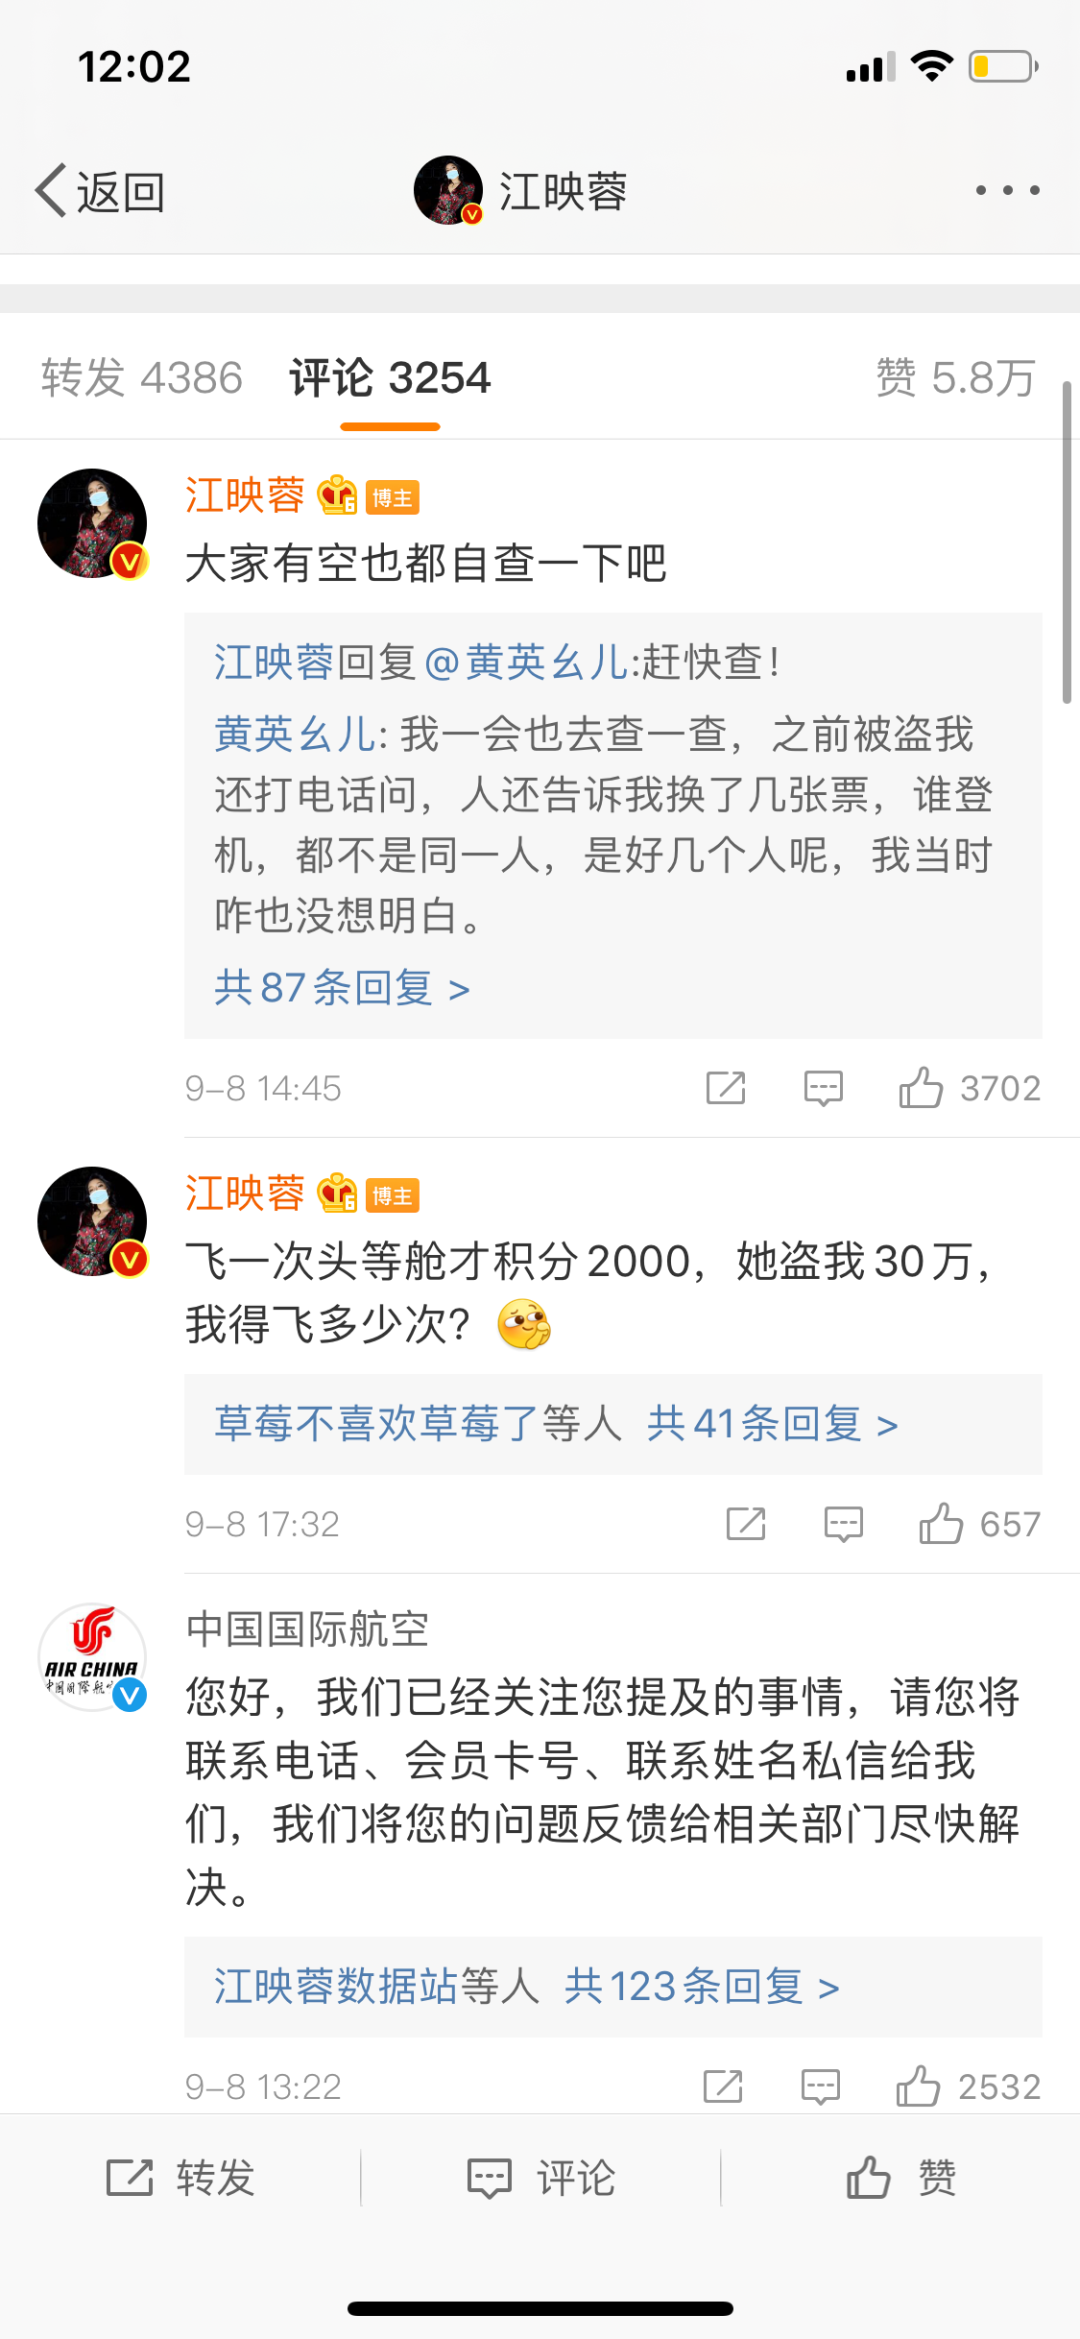 12:02
返回
江映蓉
转发 4386
评论 3254
赞 5.8万
江映蓉
6
博主
大家有空也都自查一下吧
江映蓉回复@黄英幺儿:赶快查！
黄英幺儿: 我一会也去查一查，之前被盗我
还打电话问，人还告诉我换了几张票，谁登
机，都不是同一人，是好几个人呢，我当时
咋也没想明白。
共87条回复 >
9-8 14:45
3702
江映蓉
6
博主
飞一次头等舱才积分2000，她盗我30万，
我得飞多少次？
草莓不喜欢草莓了等人 共41条回复 >
9-8 17:32
657
AIR CHINA
中国国际航空
您好，我们已经关注您提及的事情，请您将
联系电话、会员卡号、联系姓名私信给我
们，我们将您的问题反馈给相关部门尽快解
决。
江映蓉数据站等人 共123条回复 >
9-8 13:22
2532
转发
评论
赞